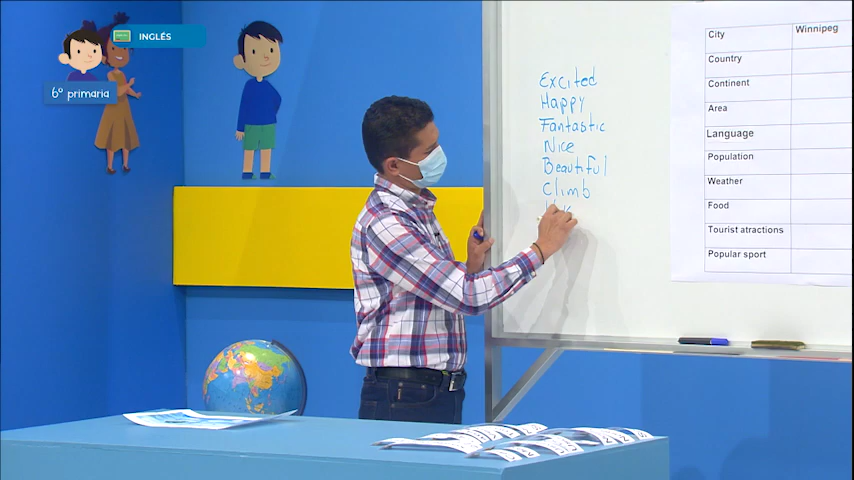 INGLÉS
6º primaria
Excited
Happy
Fantastic
Nice
Beautiful
Climb
City Winnipeg
Country
Continent
Area
Language
Population
Weather
Food
Tourist atractions
Popular sport